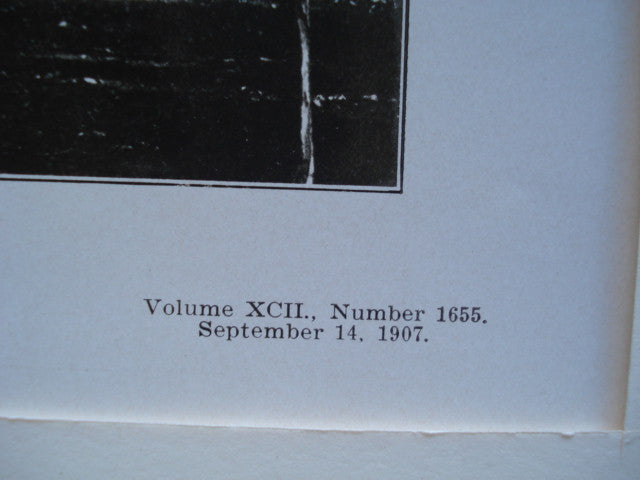 Volume XCII., Number 1655.
September 14, 1907.